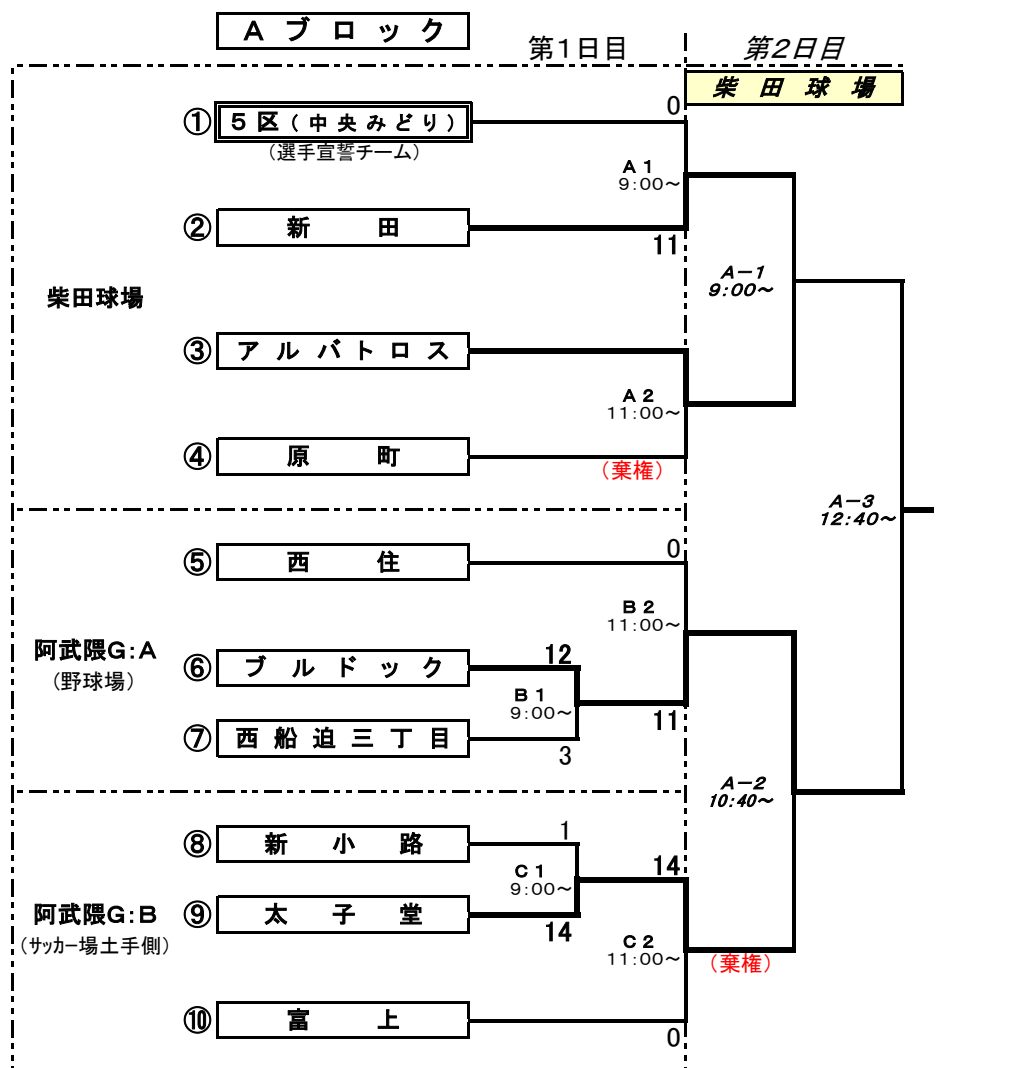 Aブロック
第1日目
第2日目
柴田球場
0
① 5区(中央みどり)
(選手宣誓チーム)
A1
9:00~
② 新田
11
柴田球場
A-1
9:00~
③ アルバトロス
A2
11:00~
④ 原町
(棄権)
A-3
12:40~
0
⑤ 西住
B2
11:00~
阿武隈G:A
(野球場)
⑥ ブルドック
12
B1
9:00~
11
⑦ 西船迫三丁目
3
A-2
10:40~
1
⑧ 新小路
14
C1
9:00~
阿武隈G:B
(サッカー場土手側)
⑨ 太子堂
14
C2
11:00~
(棄権)
⑩ 富上
0